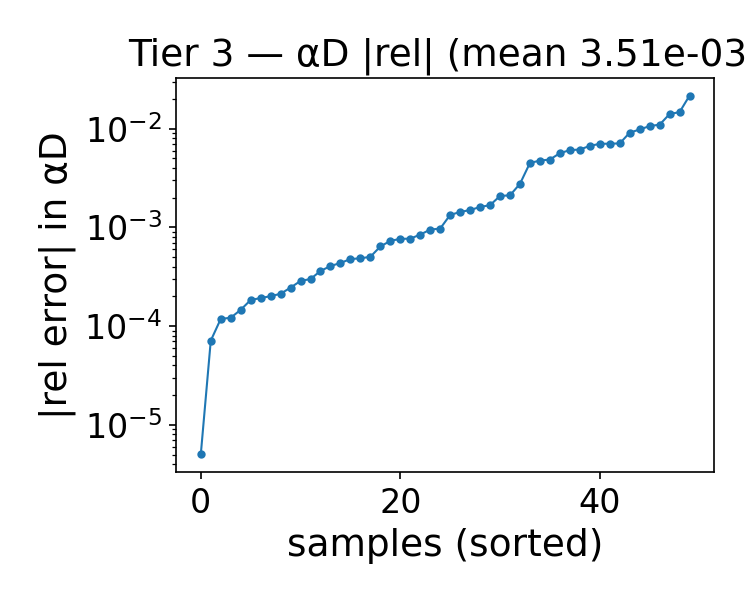 Tier 3 — αD |rel| (mean 3.51e-03
|rel error| in αD
10⁻²
10⁻³
10⁻⁴
10⁻⁵
0 20 40
samples (sorted)